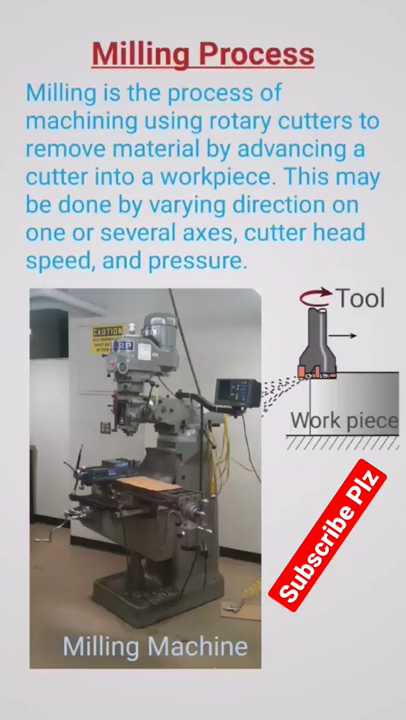 Milling Process
Milling is the process of
machining using rotary cutters to
remove material by advancing a
cutter into a workpiece. This may
be done by varying direction on
one or several axes, cutter head
speed, and pressure.
Tool
CAUTION
Work piece
Subscribe Plz
Milling Machine